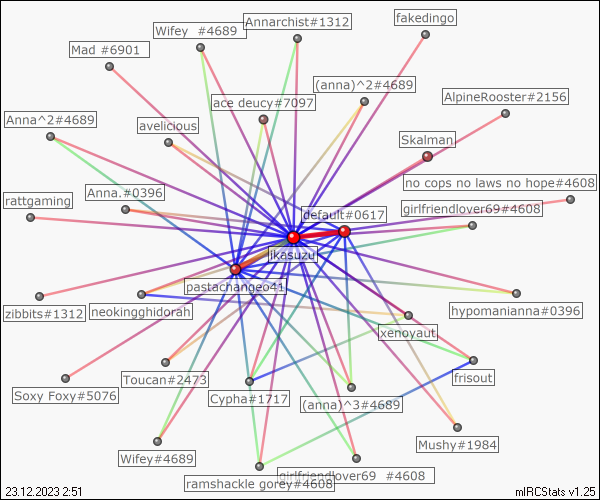 Annarchist#1312
fakedingo
Wifey #4689
Mad #6901
(anna)^2#4689
AlpineRooster#2156
ace deucy#7097
Anna^2#4689
avelicious
Skalman
no cops no laws no hope#4608
Anna.#0396
rattgaming
default#0617
girlfriendlover69#4608
jkasuzu
pastachangeo41
zibbits#1312
neokingghidorah
hypomanianna#0396
xenoyaut
Toucan#2473
frisout
Soxy Foxy#5076
Cypha#1717
(anna)^3#4689
Mushy#1984
Wifey#4689
girlfriendlover69 #4608
ramshackle gorey#4608
23.12.2023 2:51
mIRCStats v1.25